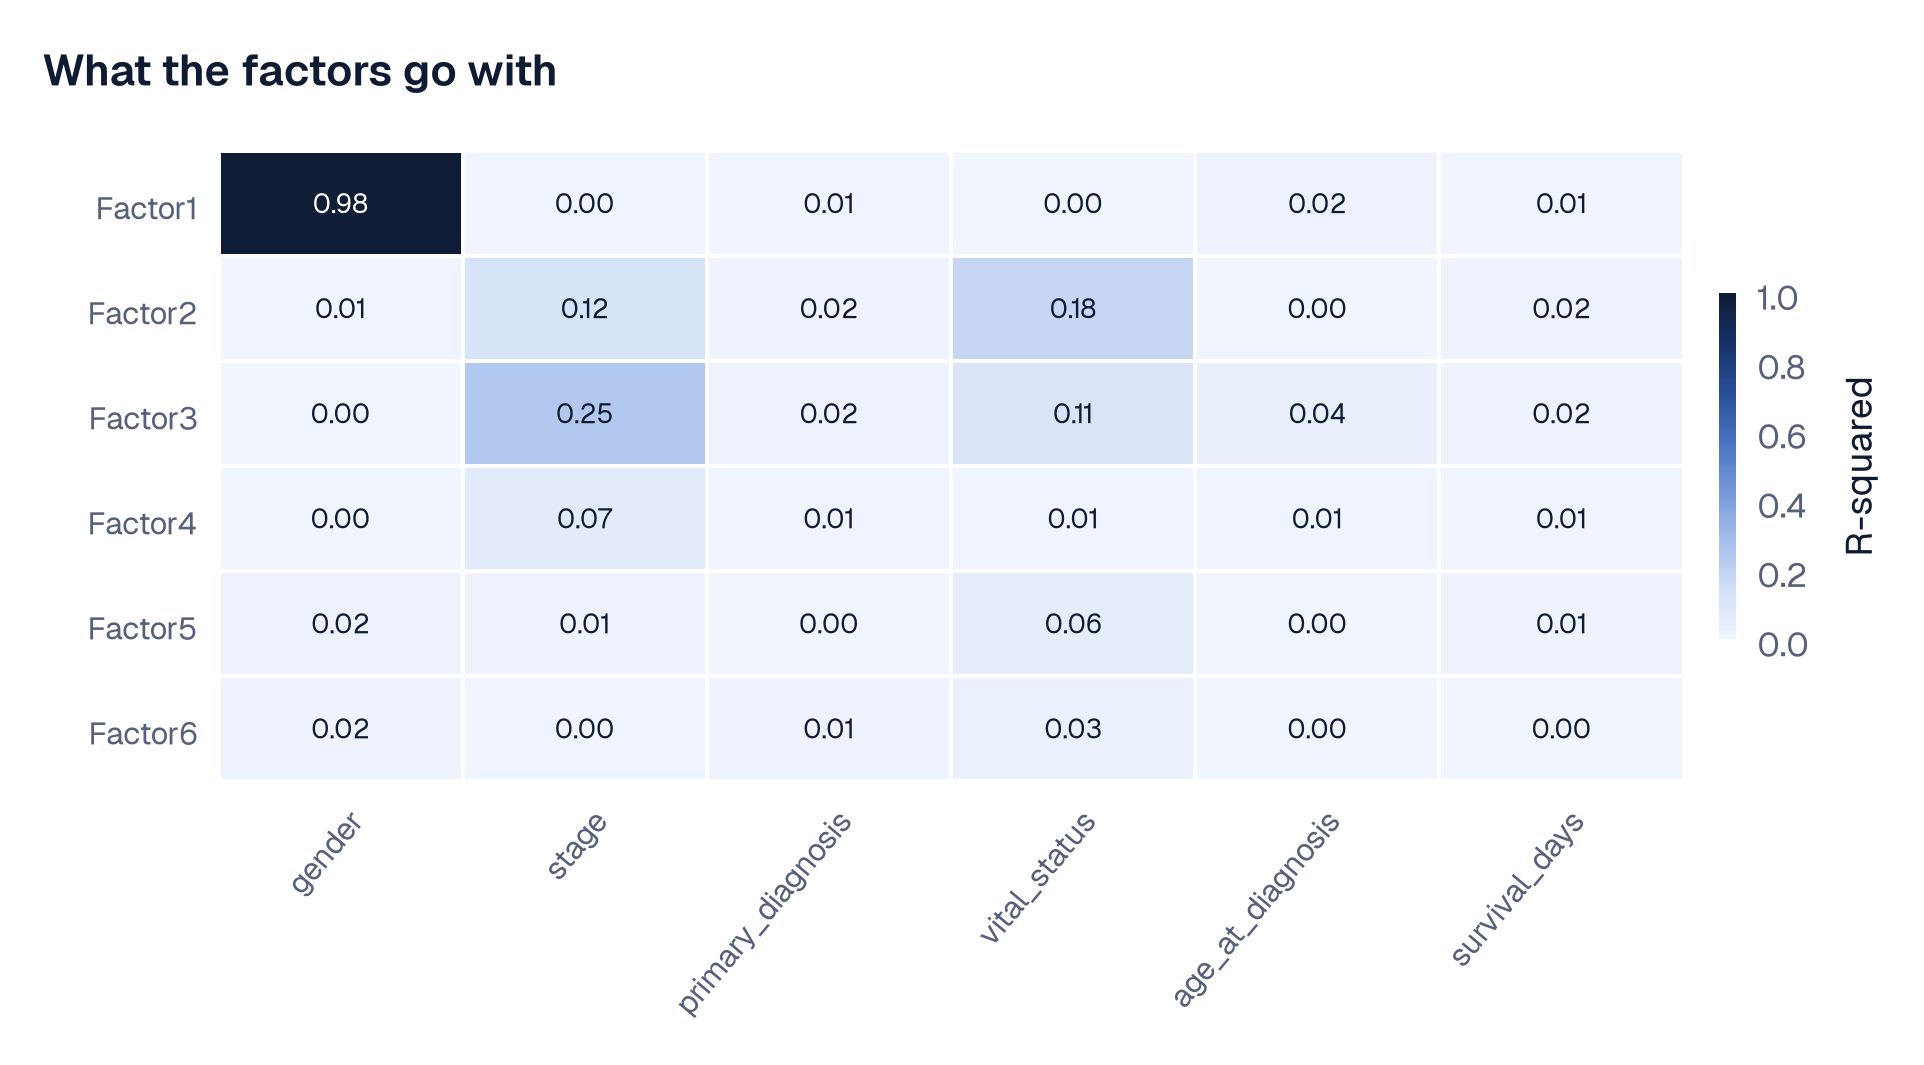 What the factors go with
Factor1 0.98 0.00 0.01 0.00 0.02 0.01
Factor2 0.01 0.12 0.02 0.18 0.00 0.02
Factor3 0.00 0.25 0.02 0.11 0.04 0.02
Factor4 0.00 0.07 0.01 0.01 0.01 0.01
Factor5 0.02 0.01 0.00 0.06 0.00 0.01
Factor6 0.02 0.00 0.01 0.03 0.00 0.00
gender
stage
primary_diagnosis
vital_status
age_at_diagnosis
survival_days
1.0
0.8
0.6
0.4
0.2
0.0
R-squared